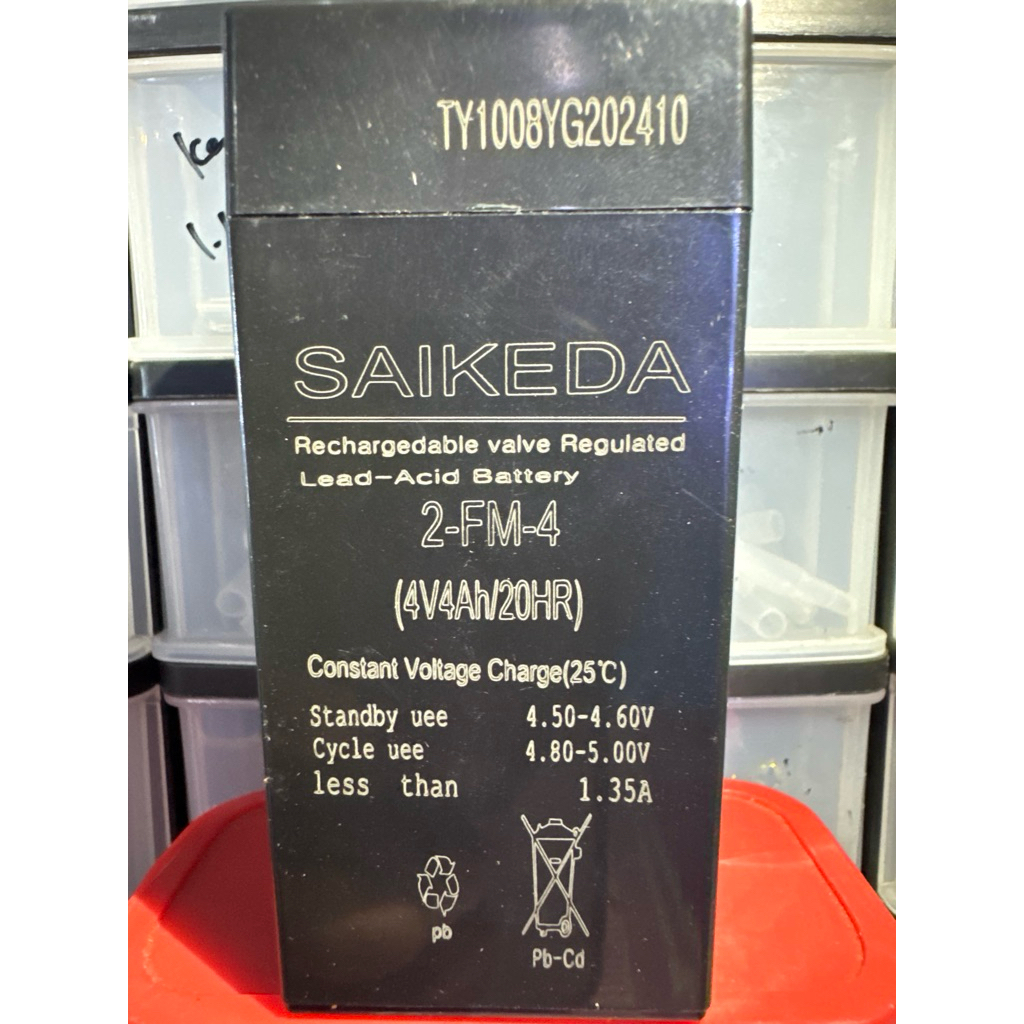 TY1008YG202410
SAIKEDA
Rechargedable valve Regulated
Lead-Acid Battery
2-FM-4
(4V4Ah/20HR)
Constant Voltage Charge(25℃)
Standby uee 4.50-4.60V
Cycle uee 4.80-5.00V
less than 1.35A
pb
Pb-Cd